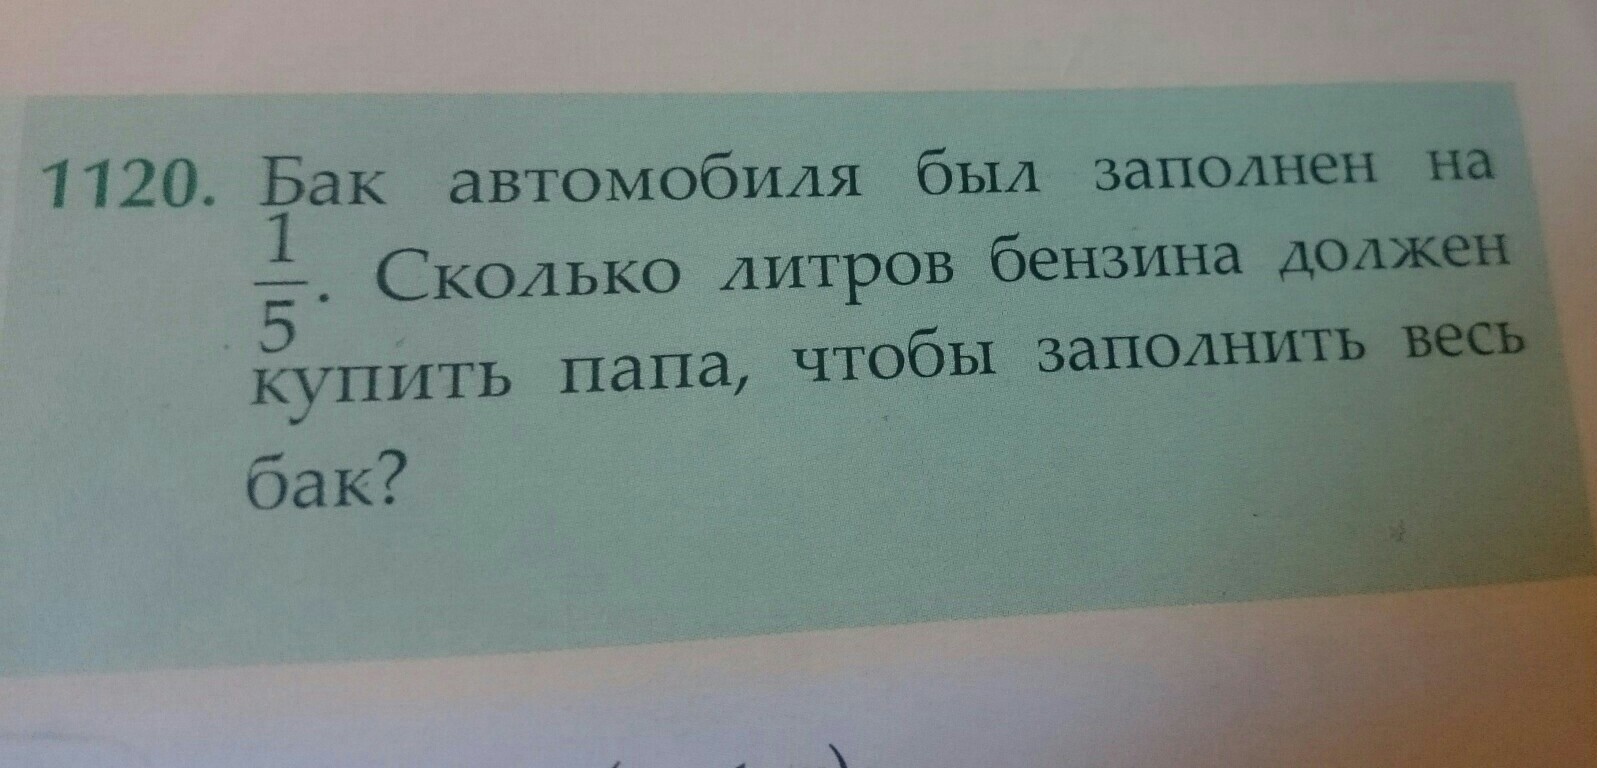 1120. Бак автомобиля был заполнен на
1/5. Сколько литров бензина должен
купить папа, чтобы заполнить весь
бак?